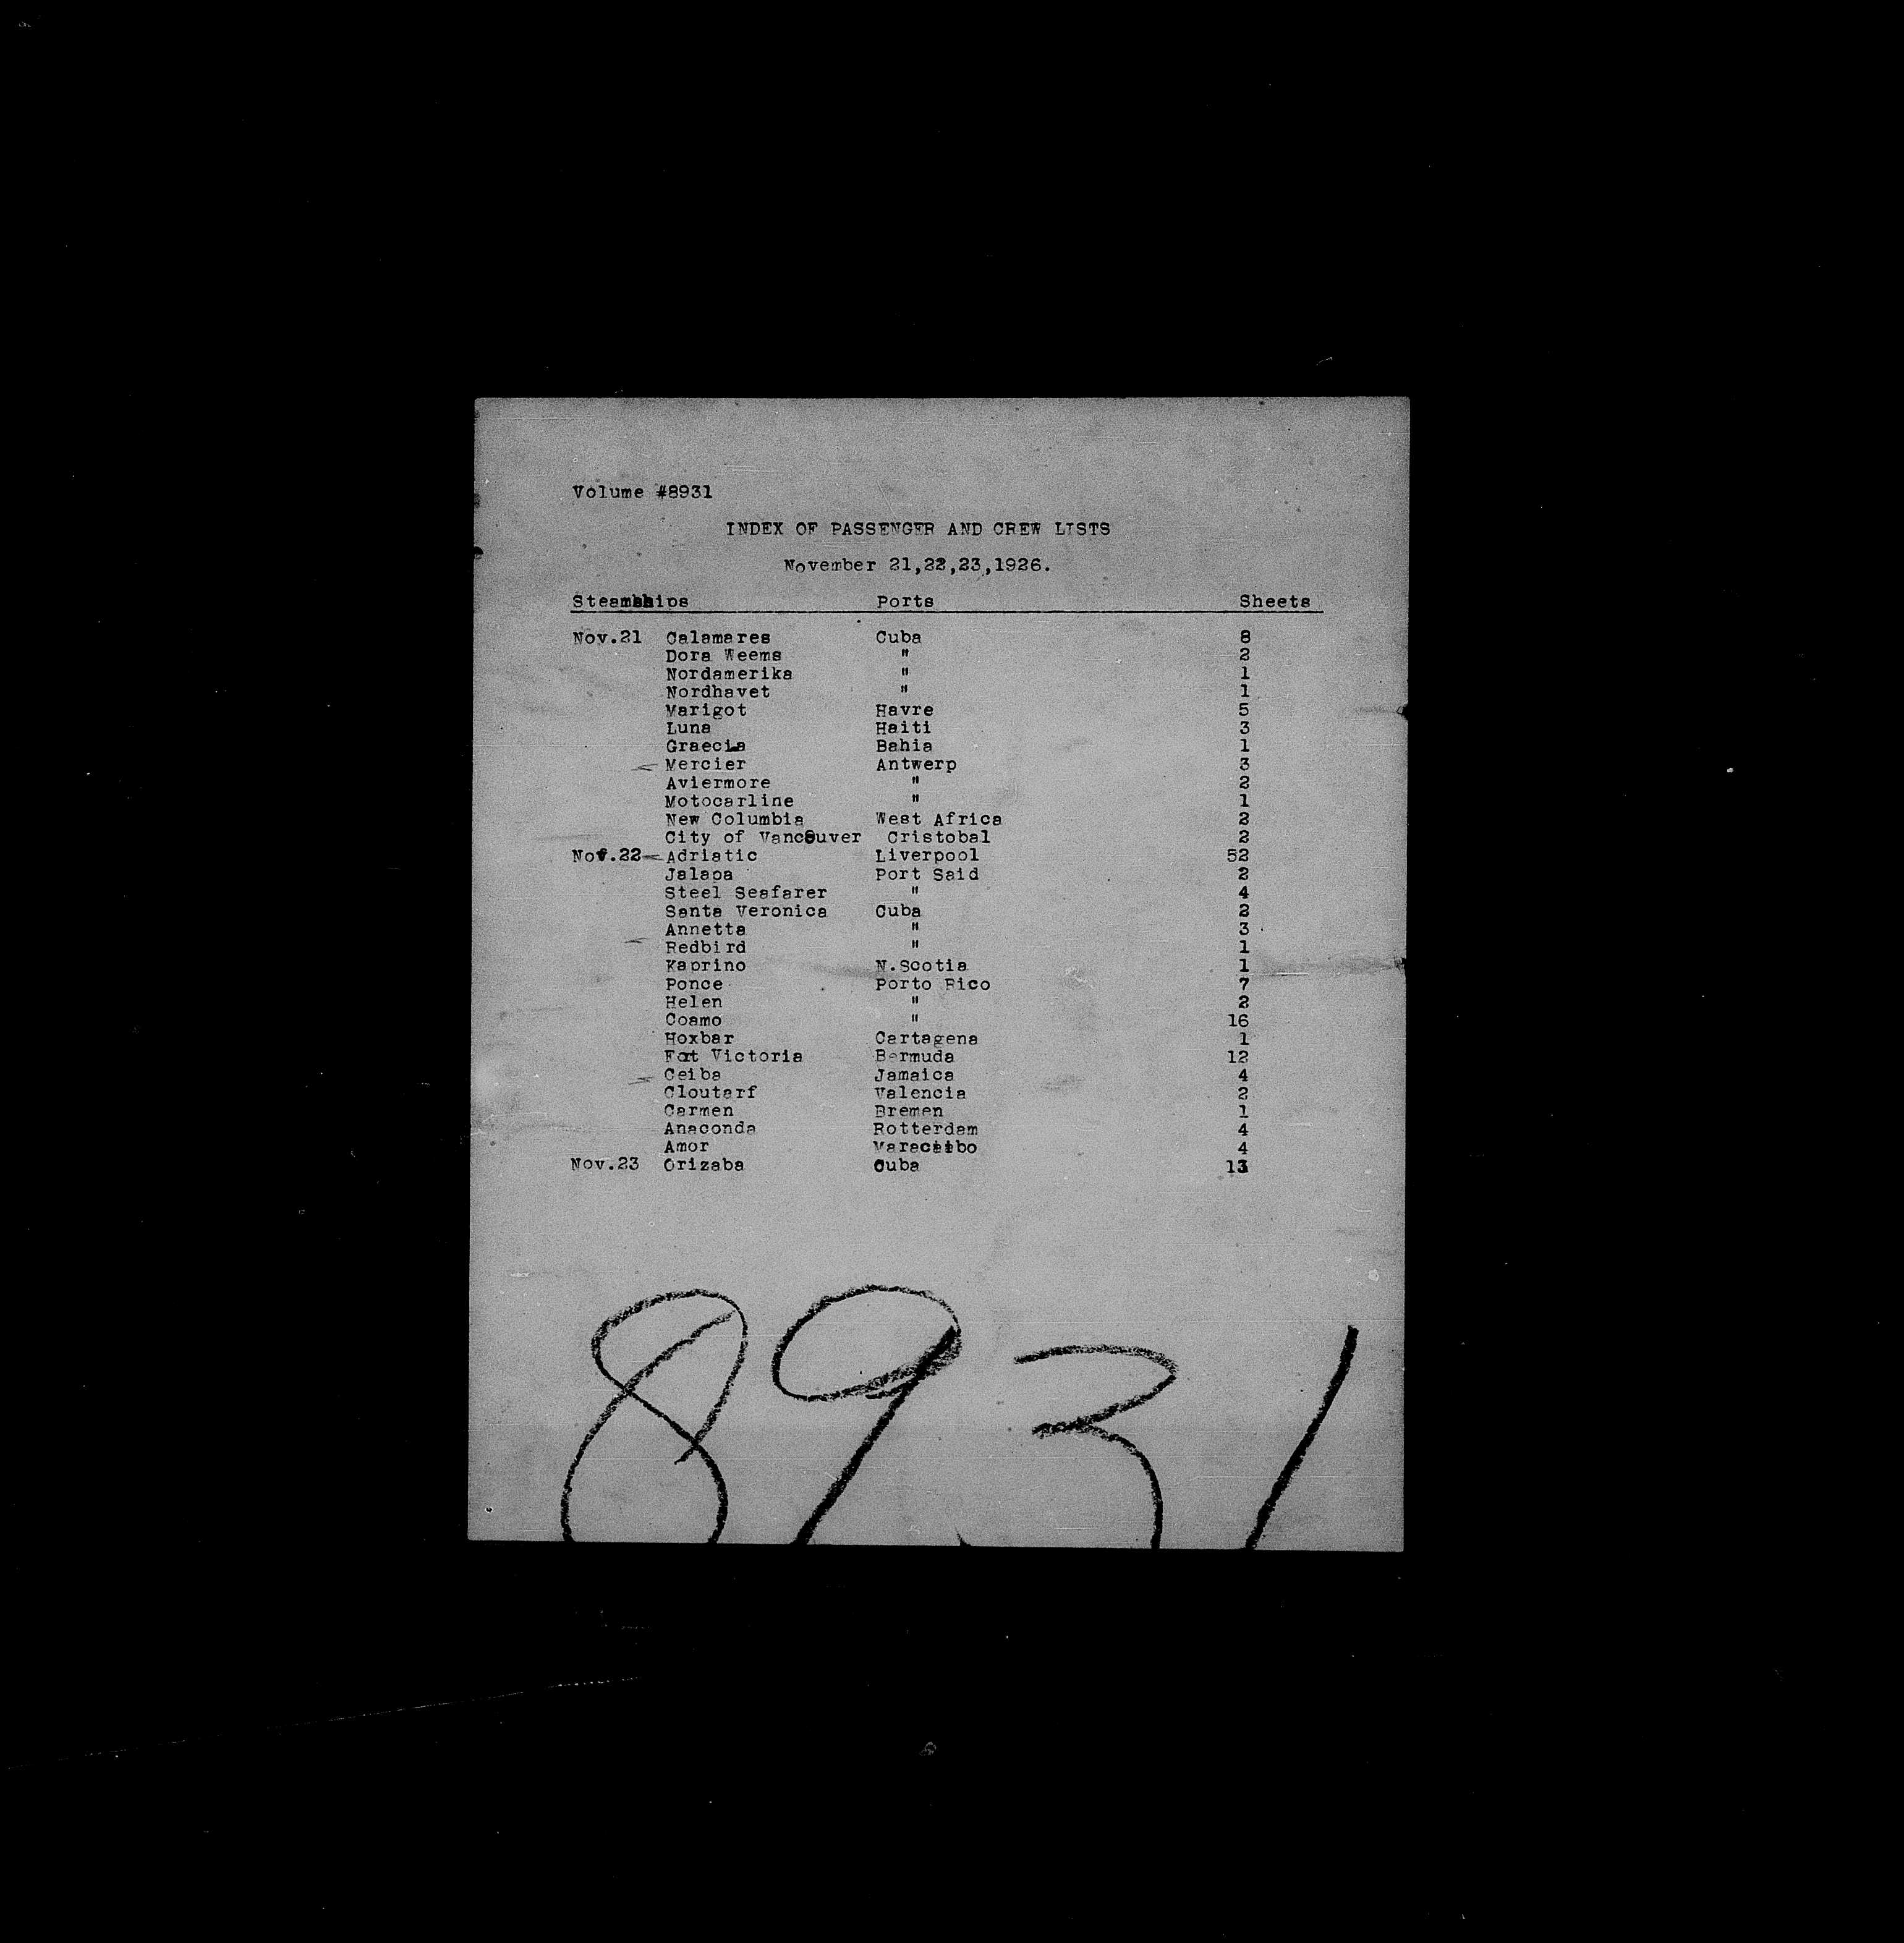 Volume #8931
INDEX OF PASSENGER AND CREW LISTS
November 21,22,23,1926.
Steamships Ports Sheets
Nov.21 Calamares Cuba 8
Dora Weems " 2
Nordamerika " 1
Nordhavet " 1
Marigot Havre 5
Luna Haiti 3
Graecia Bahia 1
Mercier Antwerp 3
Aviermore " 2
Motocarline " 1
New Columbia West Africa 2
City of Vancouver Cristobal 2
Nov.22 Adriatic Liverpool 52
Jalapa Port Said 2
Steel Seafarer " 4
Santa Veronica Cuba 2
Annetta " 3
Redbird " 1
Kaprino N.Scotia 1
Ponce Porto Rico 7
Helen " 2
Coamo " 16
Hoxbar Cartagena 1
Fort Victoria Bermuda 12
Ceiba Jamaica 4
Cloutarf Valencia 2
Carmen Bremen 1
Anaconda Rotterdam 4
Amor 4
Nov.23 Orizaba Cuba 13
8931